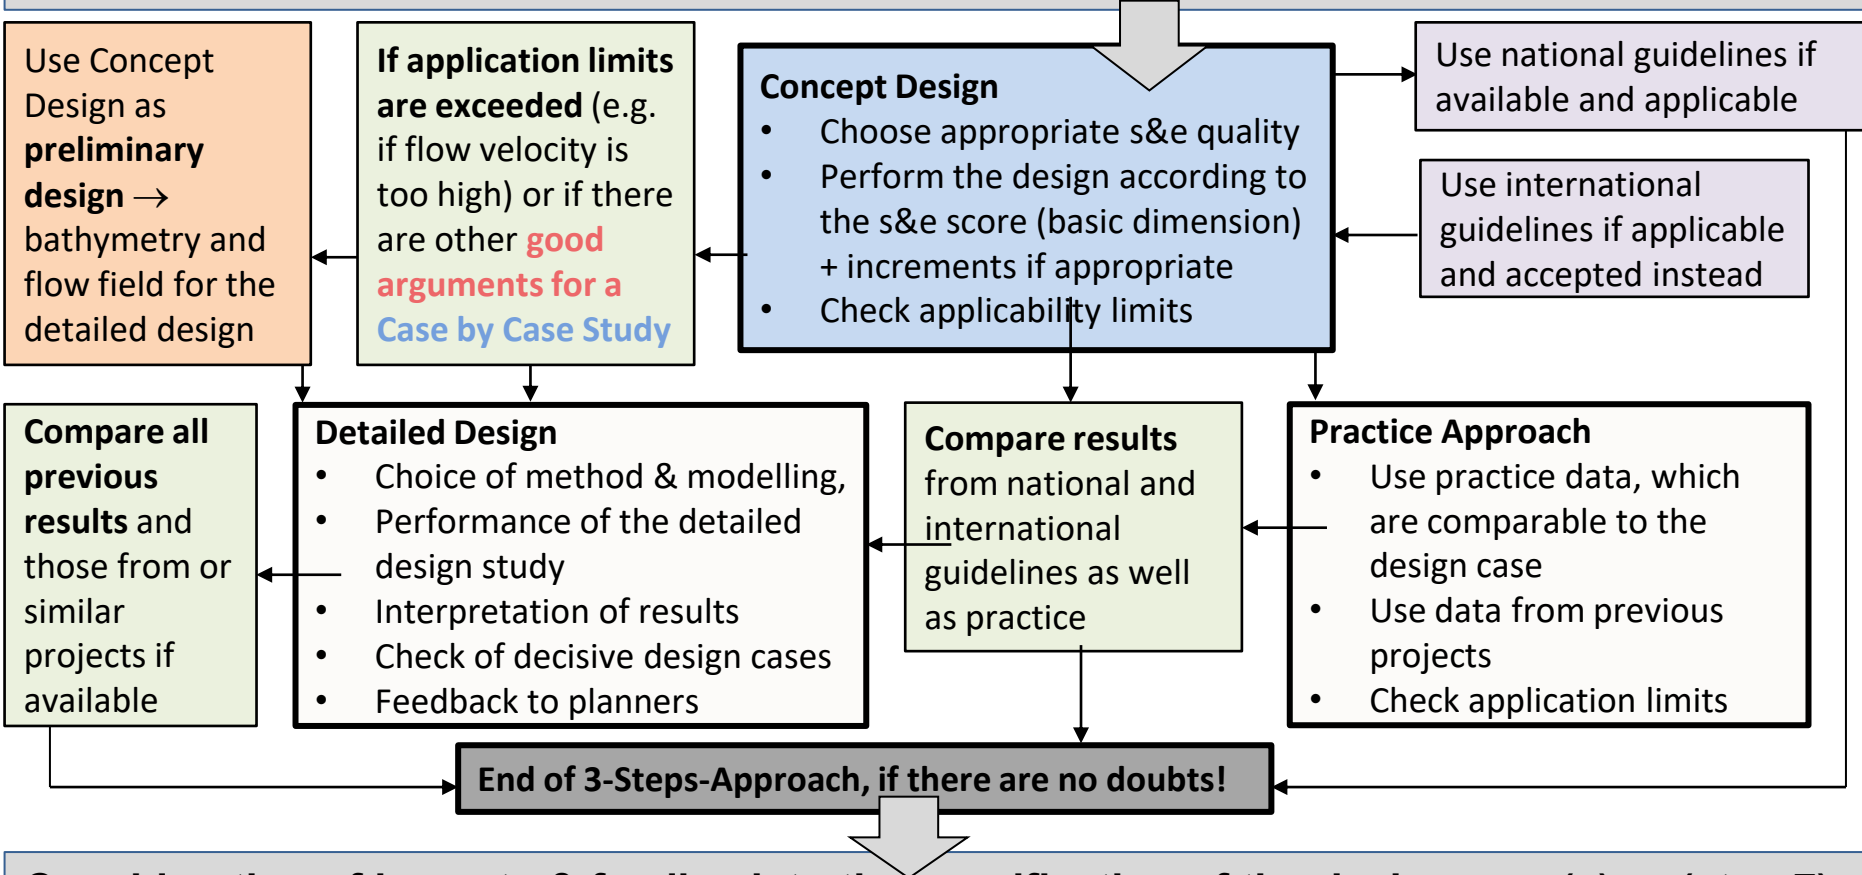 Use Concept
Design as
preliminary
design →
bathymetry and
flow field for the
detailed design
If application limits
are exceeded (e.g.
if flow velocity is
too high) or if there
are other good
arguments for a
Case by Case Study
Concept Design
• Choose appropriate s&e quality
• Perform the design according to
the s&e score (basic dimension)
+ increments if appropriate
• Check applicability limits
Use national guidelines if
available and applicable
Use international
guidelines if applicable
and accepted instead
Compare all
previous
results and
those from or
similar
projects if
available
Detailed Design
• Choice of method & modelling,
• Performance of the detailed
design study
• Interpretation of results
• Check of decisive design cases
• Feedback to planners
Compare results
from national and
international
guidelines as well
as practice
Practice Approach
• Use practice data, which
are comparable to the
design case
• Use data from previous
projects
• Check application limits
End of 3-Steps-Approach, if there are no doubts!